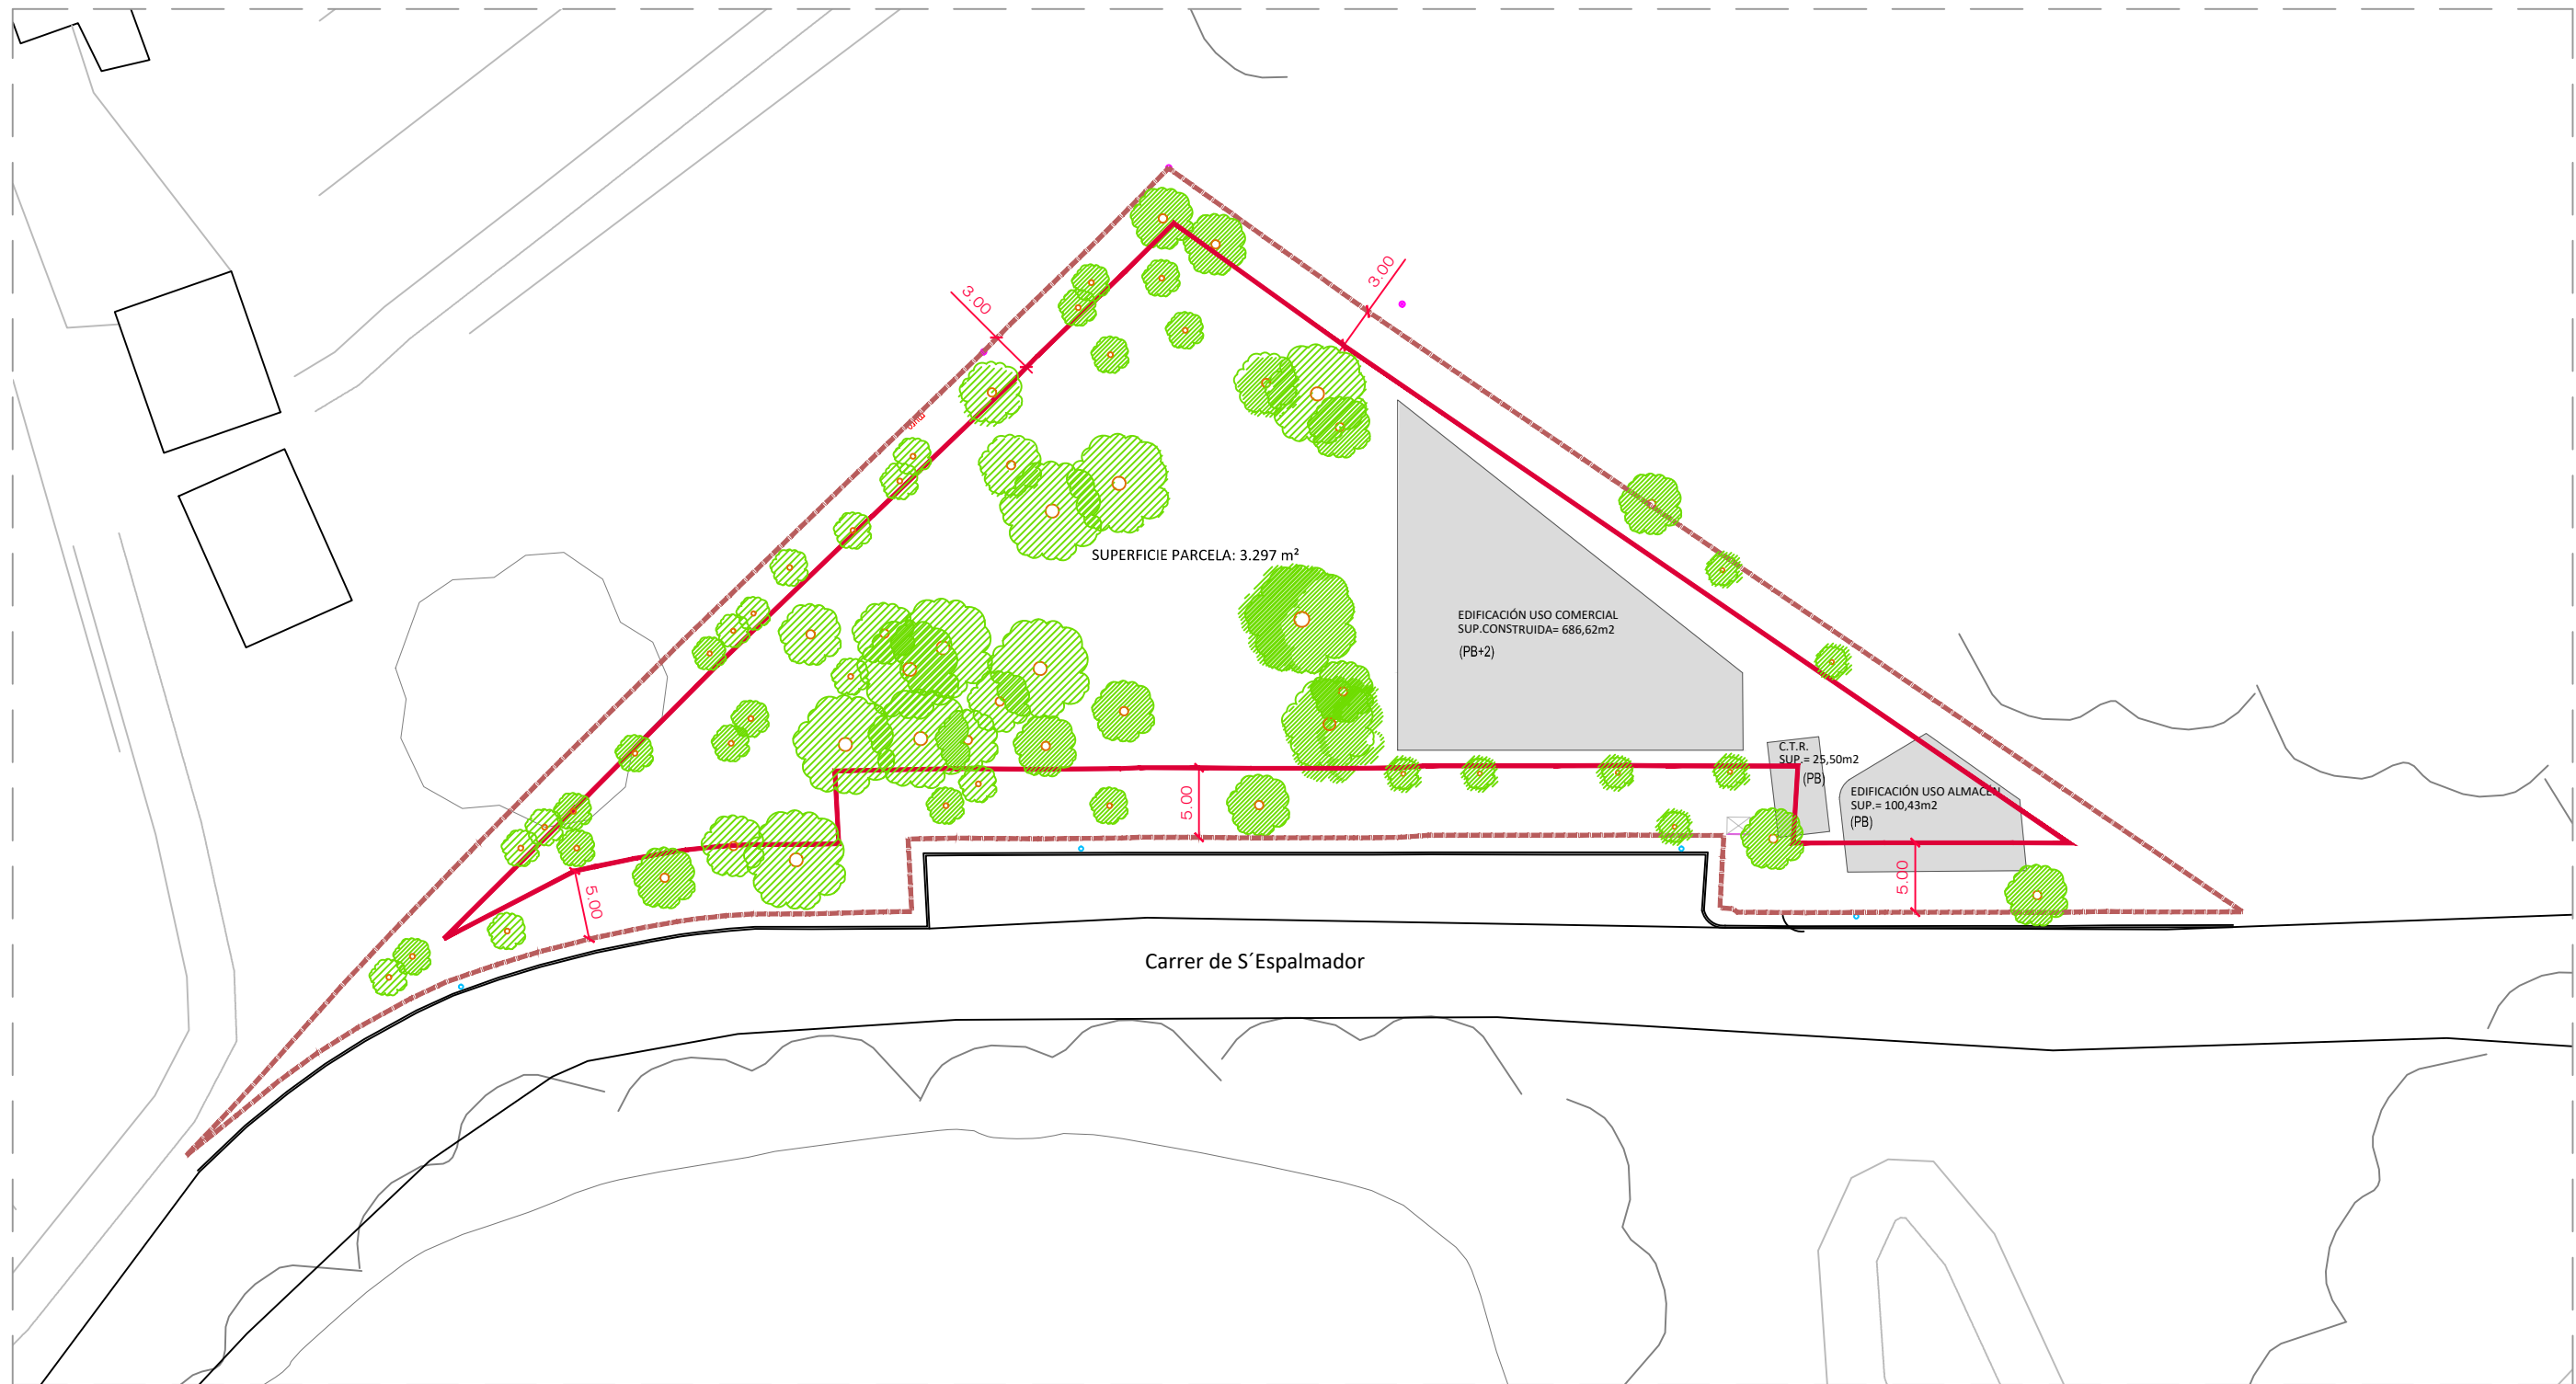 3.00
3.00
SUPERFICIE PARCELA: 3.297 m²
EDIFICACIÓN USO COMERCIAL
SUP.CONSTRUIDA= 686,62m2
(PB+2)
C.T.R.
SUP.= 25,50m2
(PB)
EDIFICACIÓN USO ALMACEN
SUP.= 100,43m2
(PB)
5.00
5.00
5.00
Carrer de S´Espalmador